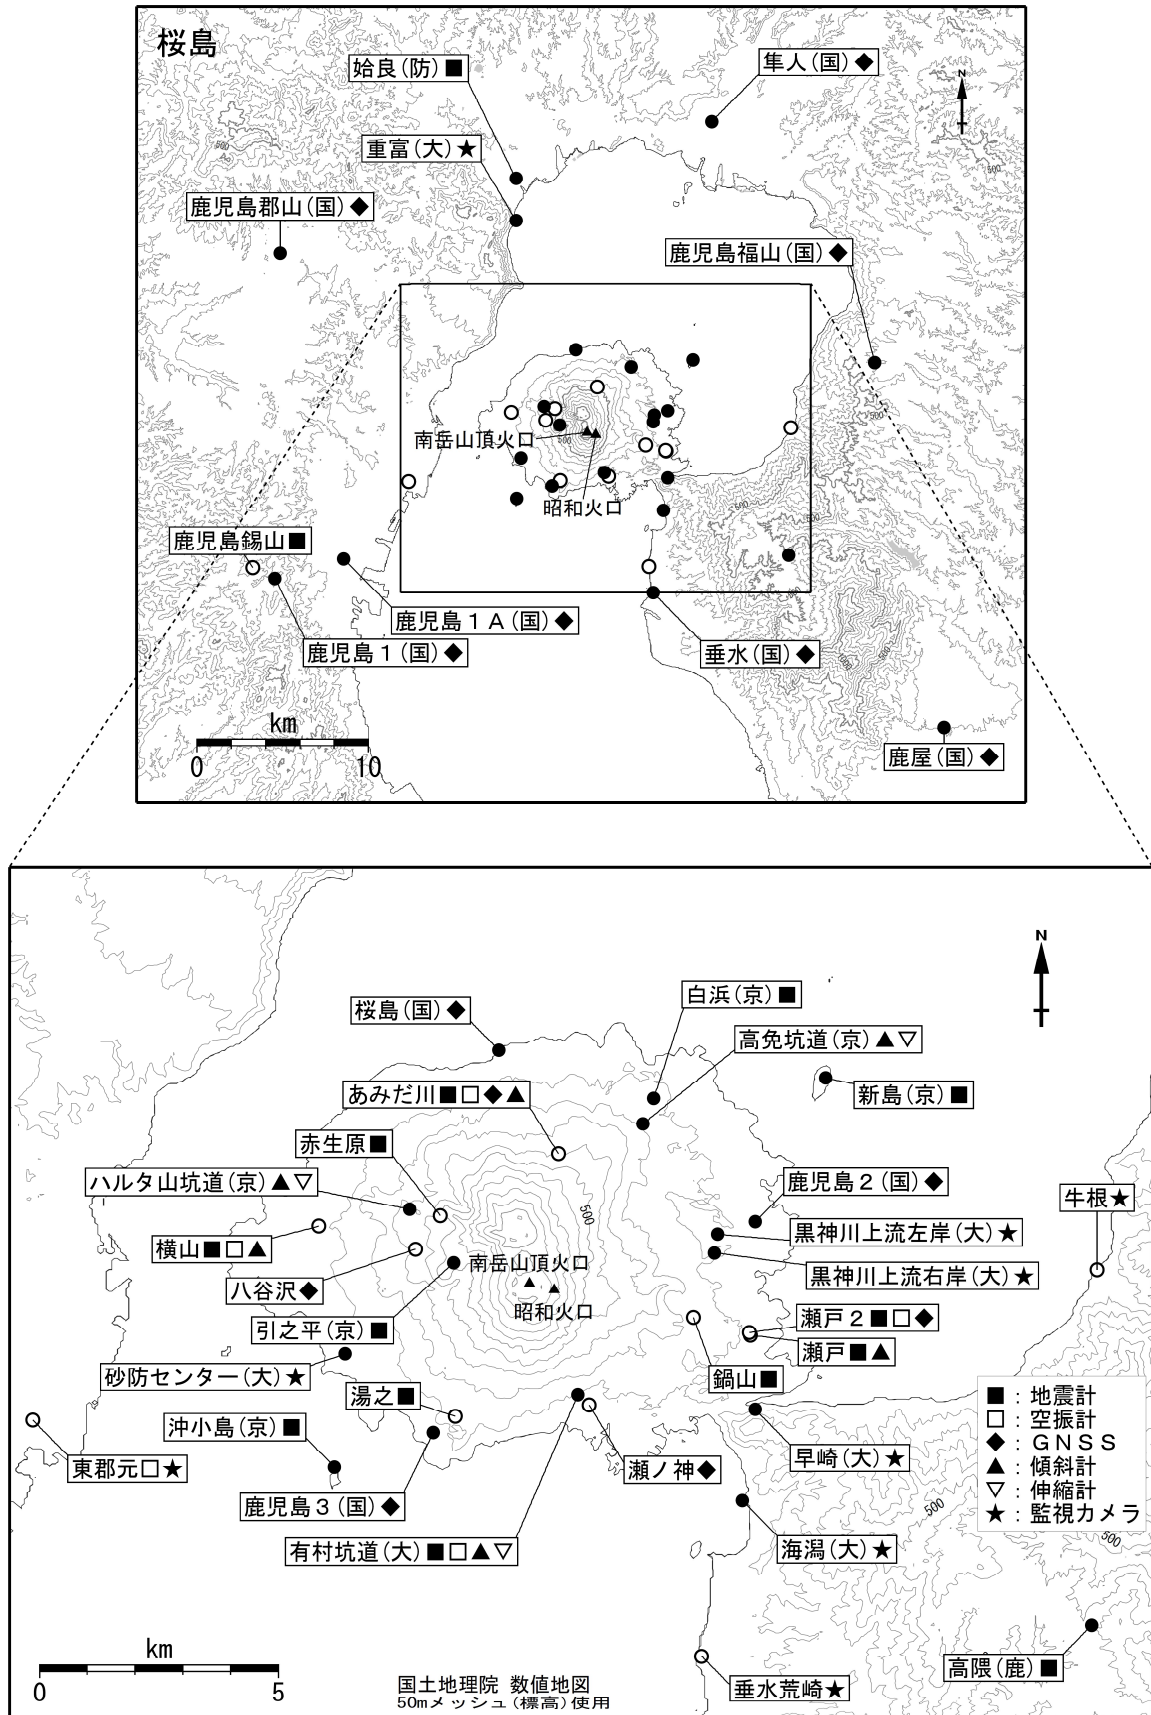 桜島
姶良(防)■
隼人(国)◆
N
重富(大)★
500
500
鹿児島郡山(国)◆
鹿児島福山(国)◆
500
南岳山頂火口
500
昭和火口
500
500
鹿児島錫山■
鹿児島1A(国)◆
鹿児島1(国)◆
垂水(国)◆
1000
km
0
10
鹿屋(国)◆
N
白浜(京)■
桜島(国)◆
高免坑道(京)▲▽
新島(京)■
あみだ川■□◆▲
赤生原■
ハルタ山坑道(京)▲▽
鹿児島2(国)◆
牛根★
500
横山■□▲
黒神川上流左岸(大)★
南岳山頂火口
黒神川上流右岸(大)★
八谷沢◆
昭和火口
瀬戸2■□◆
引之平(京)■
瀬戸■▲
砂防センター(大)★
鍋山■
湯之■
■:地震計
□:空振計
◆:GNSS
▲:傾斜計
▽:伸縮計
★:監視カメラ
沖小島(京)■
早崎(大)★
東郡元□★
瀬ノ神◆
鹿児島3(国)◆
500
500
有村坑道(大)■□▲▽
海潟(大)★
km
0
5
高隈(鹿)■
国土地理院 数値地図
50mメッシュ(標高)使用
垂水荒崎★